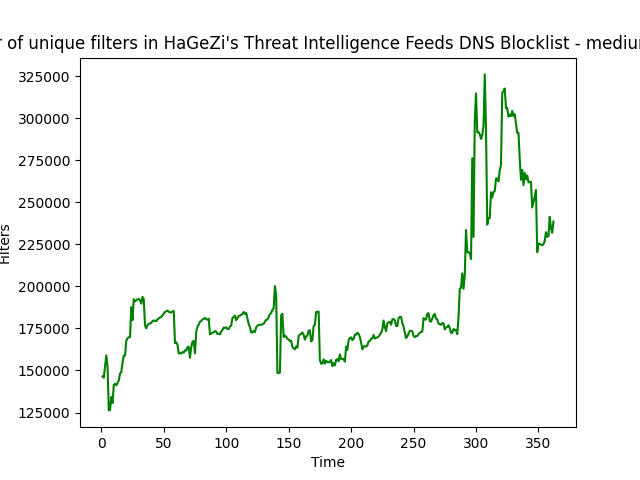 of unique filters in HaGeZi's Threat Intelligence Feeds DNS Blocklist -
325000
300000
275000
250000
225000
200000
175000
150000
125000
Filters
0 50 100 150 200 250 300 350
Time